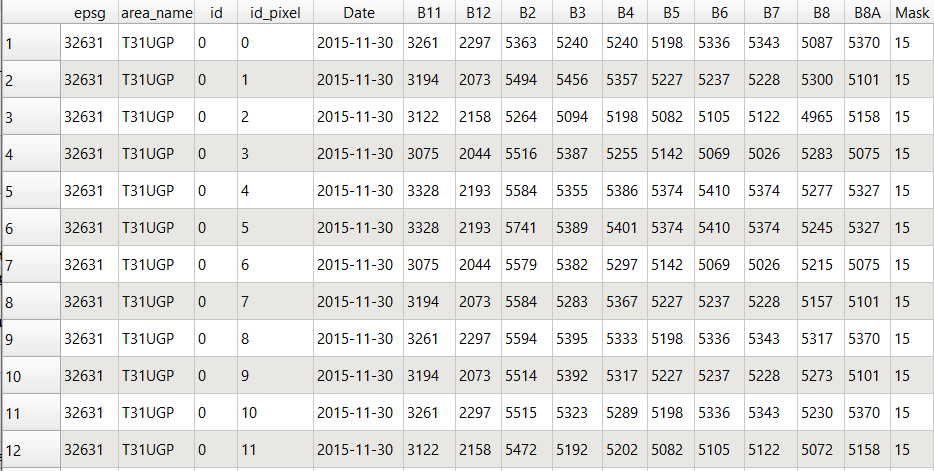 epsg area_name id id_pixel Date B11 B12 B2 B3 B4 B5 B6 B7 B8 B8A Mask
1 32631 T31UGP 0 0 2015-11-30 3261 2297 5363 5240 5240 5198 5336 5343 5087 5370 15
2 32631 T31UGP 0 1 2015-11-30 3194 2073 5494 5456 5357 5227 5237 5228 5300 5101 15
3 32631 T31UGP 0 2 2015-11-30 3122 2158 5264 5094 5198 5082 5105 5122 4965 5158 15
4 32631 T31UGP 0 3 2015-11-30 3075 2044 5516 5387 5255 5142 5069 5026 5283 5075 15
5 32631 T31UGP 0 4 2015-11-30 3328 2193 5584 5355 5386 5374 5410 5374 5277 5327 15
6 32631 T31UGP 0 5 2015-11-30 3328 2193 5741 5389 5401 5374 5410 5374 5245 5327 15
7 32631 T31UGP 0 6 2015-11-30 3075 2044 5579 5382 5297 5142 5069 5026 5215 5075 15
8 32631 T31UGP 0 7 2015-11-30 3194 2073 5584 5283 5367 5227 5237 5228 5157 5101 15
9 32631 T31UGP 0 8 2015-11-30 3261 2297 5594 5395 5333 5198 5336 5343 5317 5370 15
10 32631 T31UGP 0 9 2015-11-30 3194 2073 5514 5392 5317 5227 5237 5228 5273 5101 15
11 32631 T31UGP 0 10 2015-11-30 3261 2297 5515 5323 5289 5198 5336 5343 5230 5370 15
12 32631 T31UGP 0 11 2015-11-30 3122 2158 5472 5192 5202 5082 5105 5122 5072 5158 15